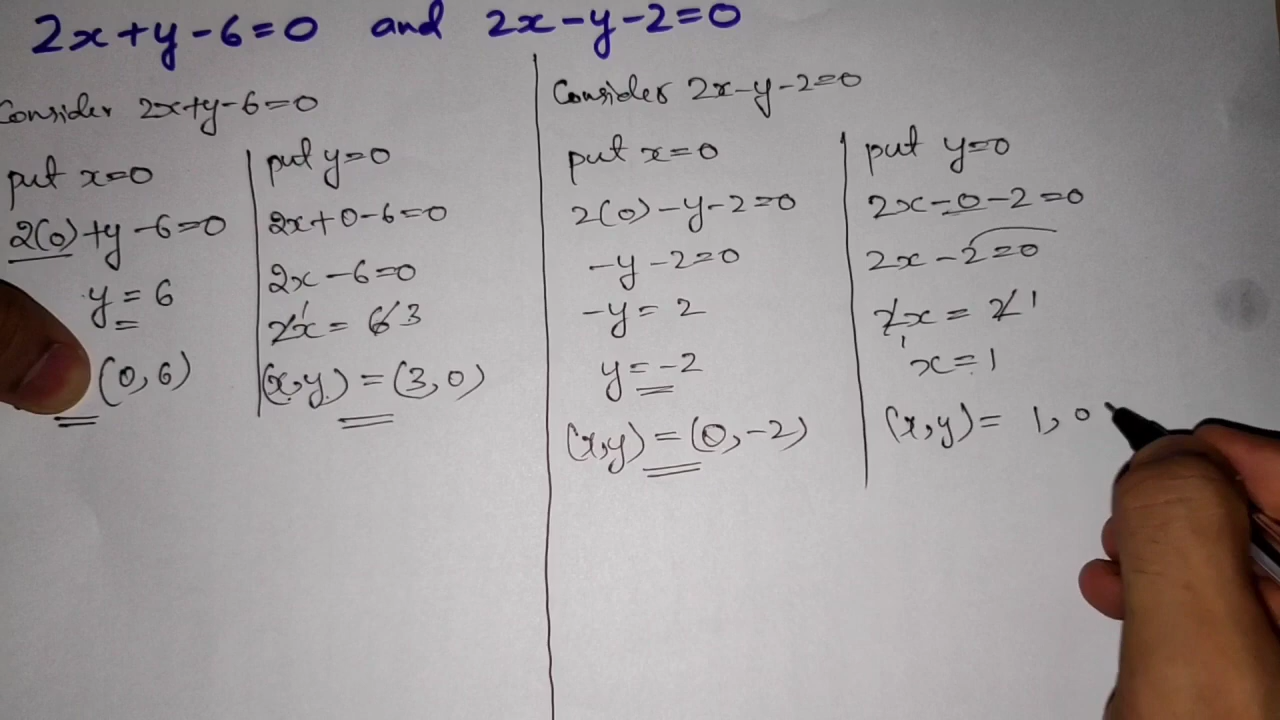 2x+y-6=0 and 2x-y-2=0
Consider 2x+y-6=0
put x=0
2(0)+y-6=0
y=6
(0,6)
put y=0
2x+0-6=0
2x-6=0
2x=6 3
(x,y)=(3,0)
Consider 2x-y-2=0
put x=0
2(0)-y-2=0
-y-2=0
-y=2
y=-2
(x,y)=(0,-2)
put y=0
2x-0-2=0
2x-2=0
2x=2 1
x=1
(x,y)= 1,0